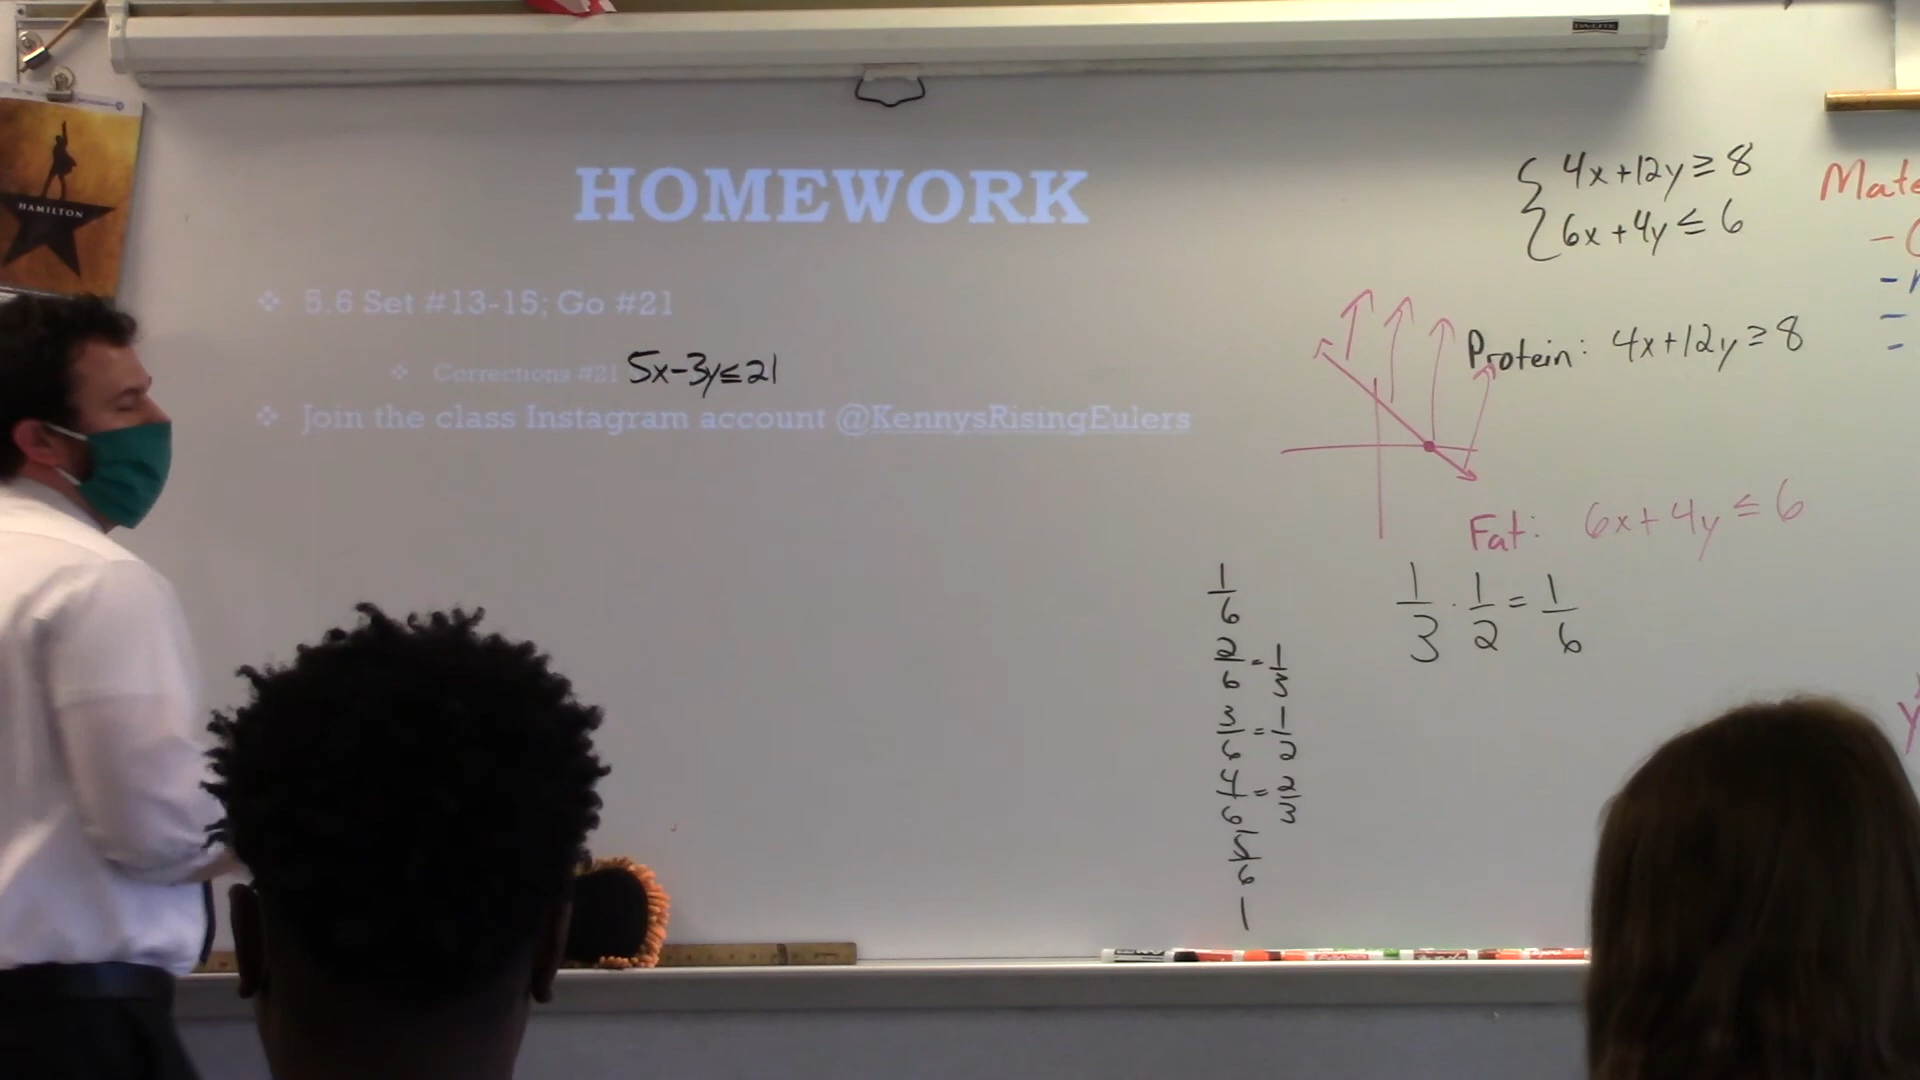 DA-LITE
HAMILTON
HOMEWORK
5.6 Set #13-15; Go #21
Corrections #21 5x-3y≤21
Join the class Instagram account @KennysRisingEulers
4x+12y≥8
6x+4y≤6
Protein: 4x+12y≥8
Fat: 6x+4y≤6
1/3 · 1/2 = 1/6
1/6
2/6 = 1/3
3/6 = 1/2
4/6 = 2/3
5/6
1